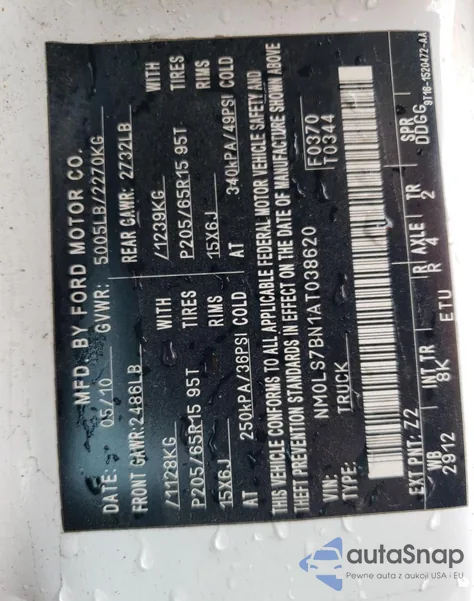 MFD BY FORD MOTOR CO.
DATE: 05/10 GVWR: 5005LB/2270KG
FRONT GAWR: 2486LB REAR GAWR: 2732LB
/1128KG WITH /1239KG WITH
P205/65R15 95T TIRES P205/65R15 95T TIRES
15X6J RIMS 15X6J RIMS
AT 250kPA/36PSI COLD AT 340kPA/49PSI COLD
THIS VEHICLE CONFORMS TO ALL APPLICABLE FEDERAL MOTOR VEHICLE SAFETY AND
THEFT PREVENTION STANDARDS IN EFFECT ON THE DATE OF MANUFACTURE SHOWN ABOVE
VIN: NM0LS7BN1AT038620 F0370
TYPE: TRUCK T0344
EXT PNT: Z2
WB INT TR R AXLE TR SPR
2912 8K R 4 2 DDGG
ETU 9T16-1520472-AA
autoSnap
Pewne auta z aukcji USA i EU